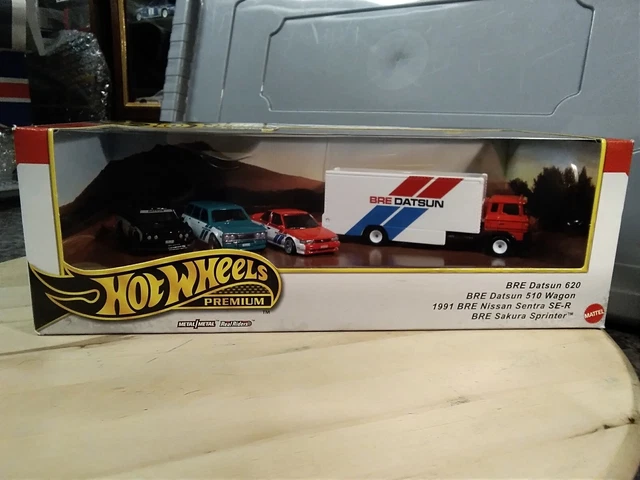 BRE DATSUN
HOT WHEELS
PREMIUM
™
METAL/METAL Real Riders
BRE Datsun 620
BRE Datsun 510 Wagon
1991 BRE Nissan Sentra SE-R
BRE Sakura Sprinter™
MATTEL